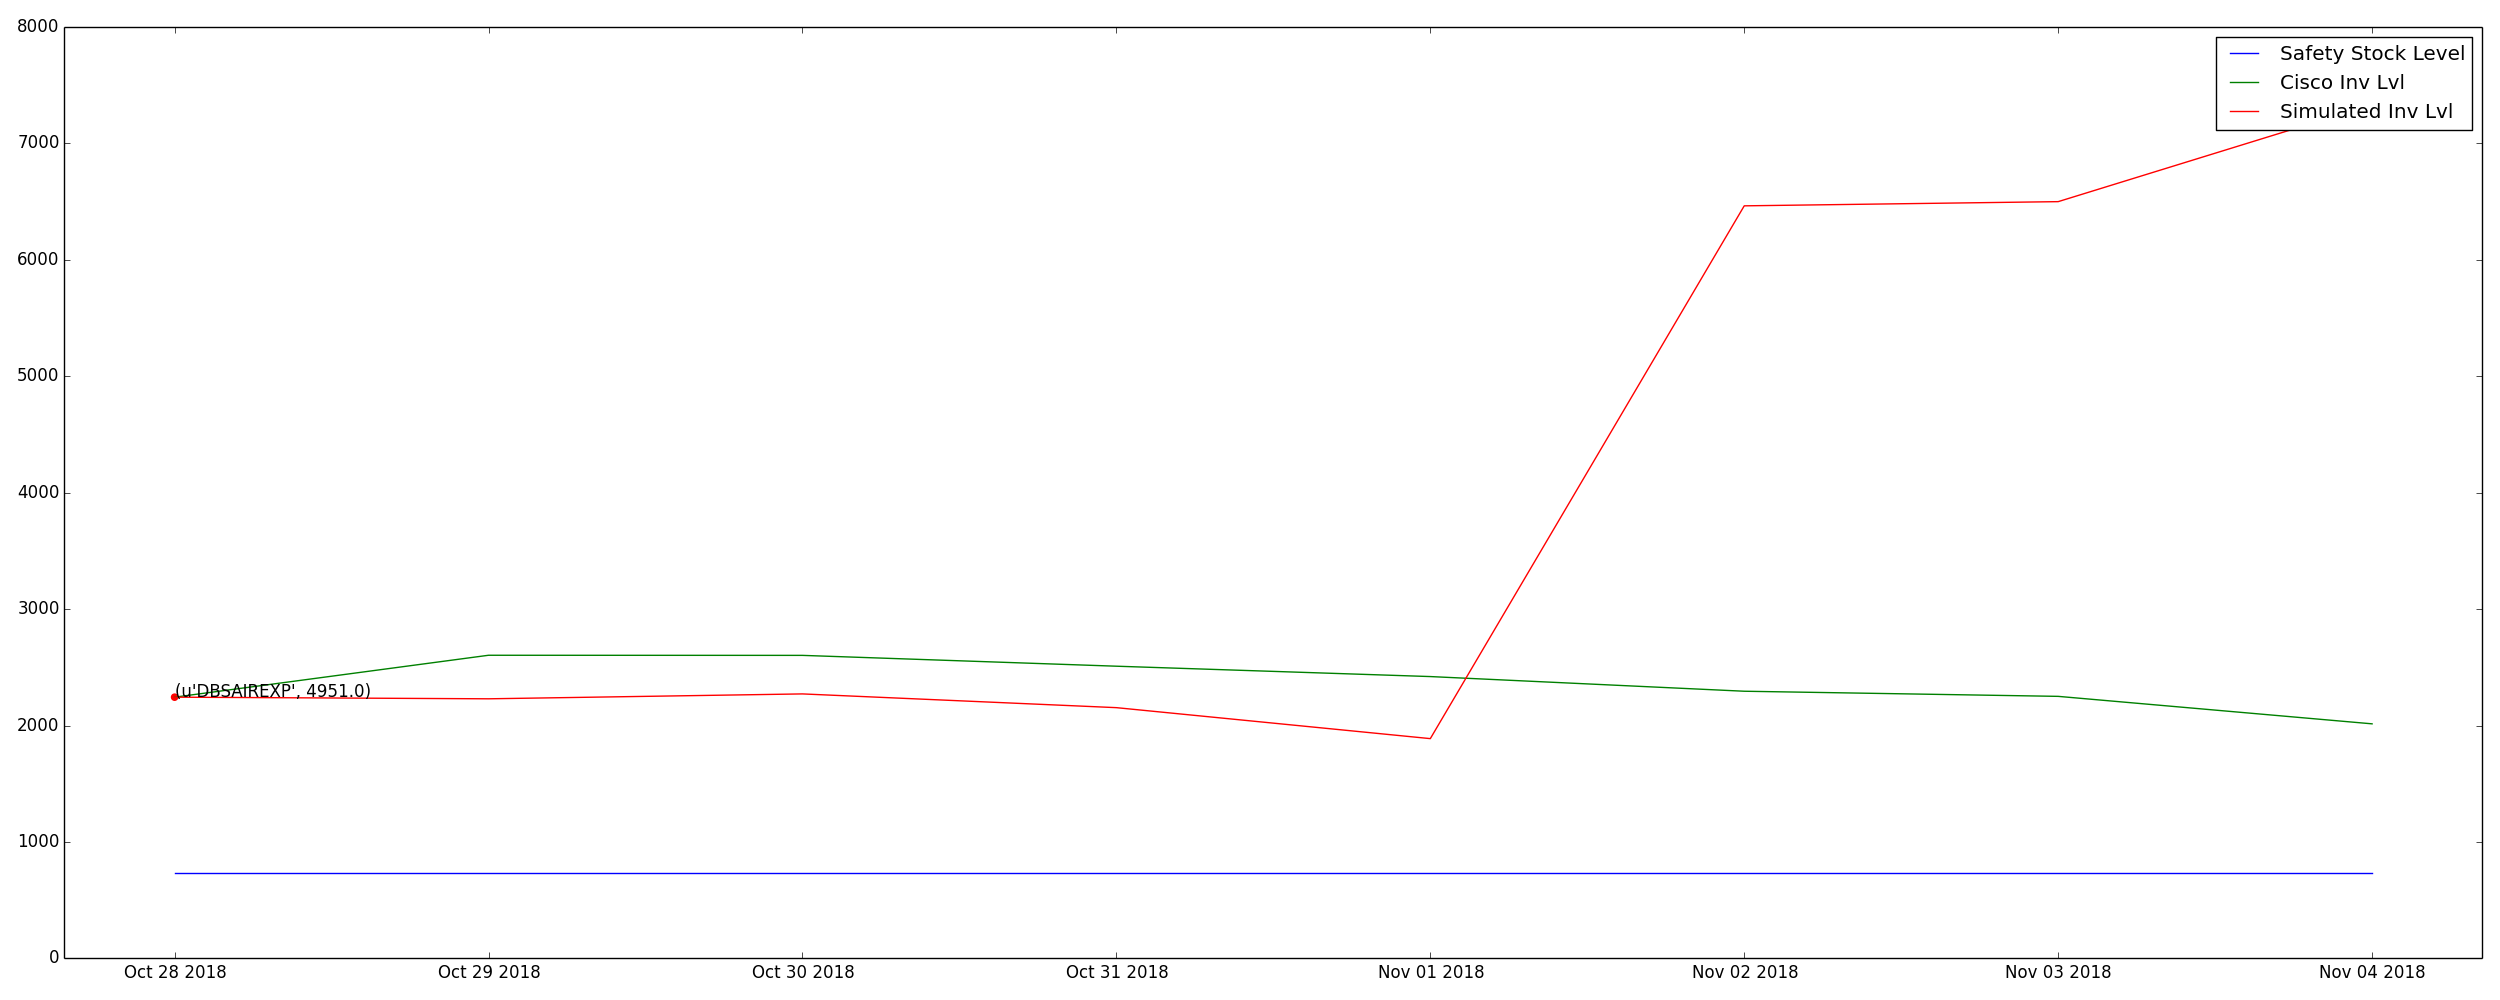 8000
7000
6000
5000
4000
3000
2000
1000
0
Safety Stock Level
Cisco Inv Lvl
Simulated Inv Lvl
(u'DBSAIREXP', 4951.0)
Oct 28 2018 Oct 29 2018 Oct 30 2018 Oct 31 2018 Nov 01 2018 Nov 02 2018 Nov 03 2018 Nov 04 2018